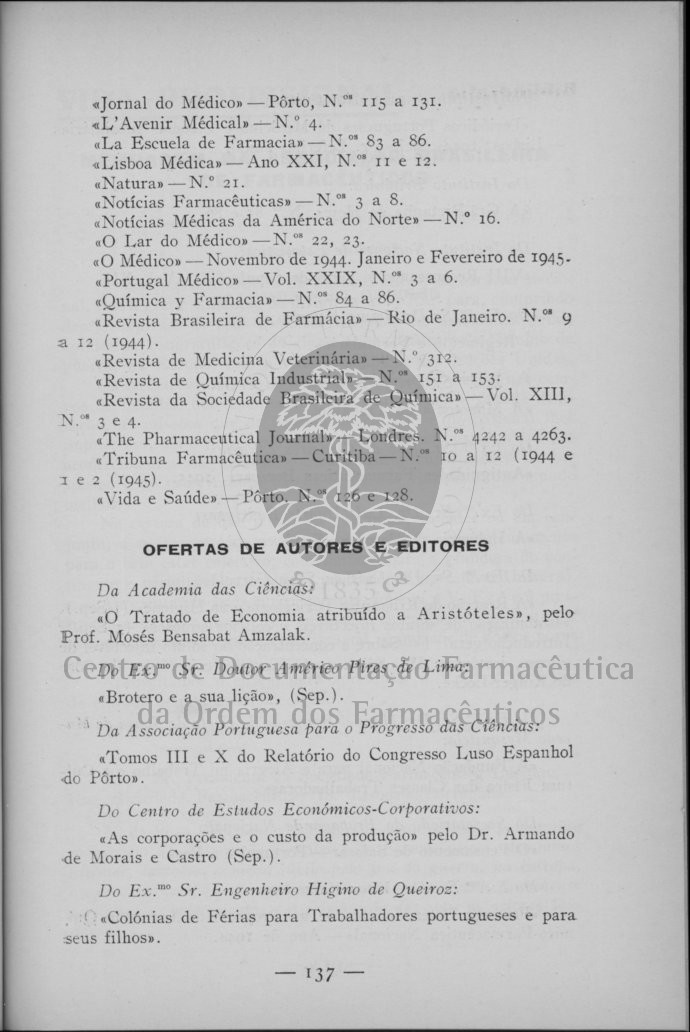 «Jornal do Médico» — Pôrto, N.ᵒˢ 115 a 131.
«L'Avenir Médical» — N.º 4.
«La Escuela de Farmacia» — N.ᵒˢ 83 a 86.
«Lisboa Médica» — Ano XXI, N.ᵒˢ 11 e 12.
«Natura» — N.º 21.
«Notícias Farmacêuticas» — N.ᵒˢ 3 a 8.
«Notícias Médicas da América do Norte» — N.º 16.
«O Lar do Médico» — N.ᵒˢ 22, 23.
«O Médico» — Novembro de 1944. Janeiro e Fevereiro de 1945.
«Portugal Médico» — Vol. XXIX, N.ᵒˢ 3 a 6.
«Química y Farmacia» — N.ᵒˢ 84 a 86.
«Revista Brasileira de Farmácia» — Rio de Janeiro. N.ᵒˢ 9
a 12 (1944).
«Revista de Medicina Veterinária» — N.º 312.
«Revista de Química Industrial» — N.ᵒˢ 151 a 153.
«Revista da Sociedade Brasileira de Química» — Vol. XIII,
N.ᵒˢ 3 e 4.
«The Pharmaceutical Journal» — Londres. N.ᵒˢ 4242 a 4263.
«Tribuna Farmacêutica» — Curitiba — N.ᵒˢ 10 a 12 (1944 e
1 e 2 (1945).
«Vida e Saúde» — Pôrto. N.ᵒˢ 126 e 128.
OFERTAS DE AUTORES E EDITORES
1835
Da Academia das Ciências:
«O Tratado de Economia atribuído a Aristóteles», pelo
Prof. Mosés Bensabat Amzalak.
Centro de Documentação Farmacêutica
Do Ex.ᵐᵒ Sr. Doutor Américo Pires de Lima:
«Brotero e a sua lição», (Sep.).
da Ordem dos Farmacêuticos
Da Associação Portuguesa para o Progresso das Ciências:
«Tomos III e X do Relatório do Congresso Luso Espanhol
do Pôrto».
Do Centro de Estudos Económicos-Corporativos:
«As corporações e o custo da produção» pelo Dr. Armando
de Morais e Castro (Sep.).
Do Ex.ᵐᵒ Sr. Engenheiro Higino de Queiroz:
«Colónias de Férias para Trabalhadores portugueses e para
seus filhos».
— 137 —